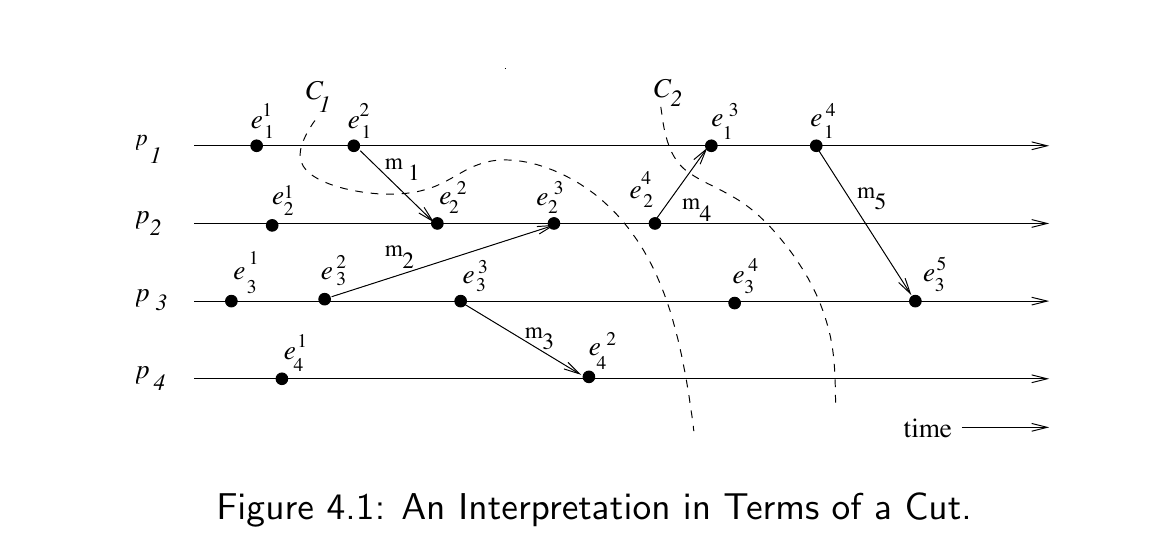 C₁ C₂
e₁¹ e₁² e₁³ e₁⁴
p₁
m₁
e₂¹ e₂² e₂³ e₂⁴ m₄ m₅
p₂
m₂
e₃¹ e₃² e₃³ e₃⁴ e₃⁵
p₃
m₃
e₄¹ e₄²
p₄
time
Figure 4.1: An Interpretation in Terms of a Cut.